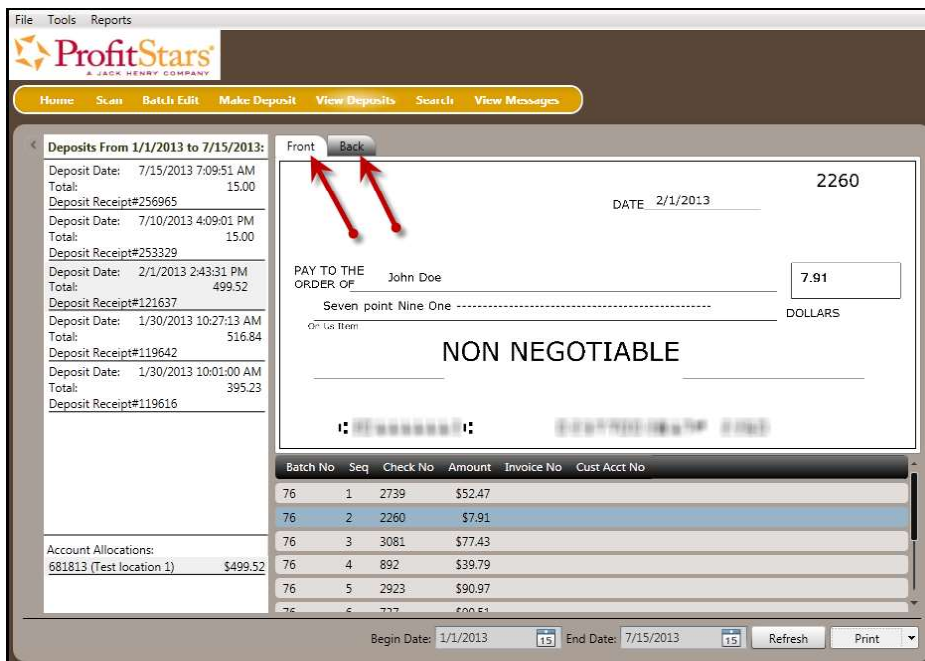 File Tools Reports
ProfitStars
A JACK HENRY COMPANY
Home Scan Batch Edit Make Deposit View Deposits Search View Messages
Deposits From 1/1/2013 to 7/15/2013:
Deposit Date: 7/15/2013 7:09:51 AM
Total: 15.00
Deposit Receipt#256965
Deposit Date: 7/10/2013 4:09:01 PM
Total: 15.00
Deposit Receipt#253329
Deposit Date: 2/1/2013 2:43:31 PM
Total: 499.52
Deposit Receipt#121637
Deposit Date: 1/30/2013 10:27:13 AM
Total: 516.84
Deposit Receipt#119642
Deposit Date: 1/30/2013 10:01:00 AM
Total: 395.23
Deposit Receipt#119616
Account Allocations:
681813 (Test location 1) $499.52
Front Back
2260
DATE 2/1/2013
PAY TO THE
ORDER OF John Doe
7.91
Seven point Nine One ------------------------------------------------
DOLLARS
On Us Item
NON NEGOTIABLE
Batch No Seq Check No Amount Invoice No Cust Acct No
76 1 2739 $52.47
76 2 2260 $7.91
76 3 3081 $77.43
76 4 892 $39.79
76 5 2923 $90.97
Begin Date: 1/1/2013 15 End Date: 7/15/2013 15 Refresh Print